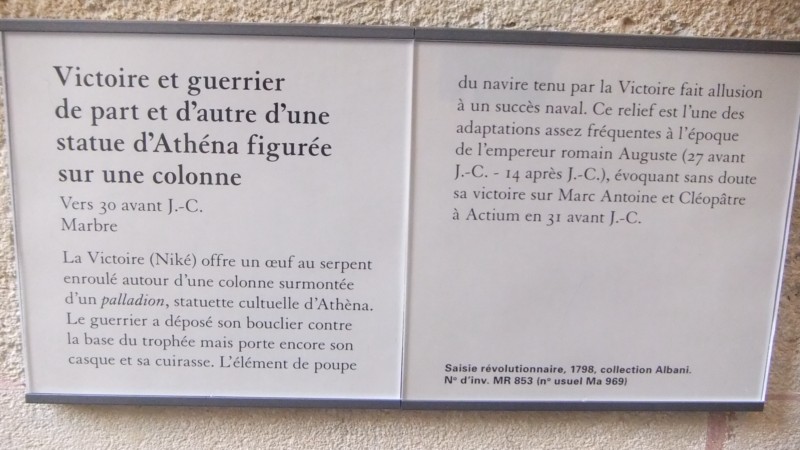 Victoire et guerrier
de part et d'autre d'une
statue d'Athéna figurée
sur une colonne
Vers 30 avant J.-C.
Marbre
La Victoire (Niké) offre un œuf au serpent
enroulé autour d'une colonne surmontée
d'un palladion, statuette cultuelle d'Athèna.
Le guerrier a déposé son bouclier contre
la base du trophée mais porte encore son
casque et sa cuirasse. L'élément de poupe
du navire tenu par la Victoire fait allusion
à un succès naval. Ce relief est l'une des
adaptations assez fréquentes à l'époque
de l'empereur romain Auguste (27 avant
J.-C. - 14 après J.-C.), évoquant sans doute
sa victoire sur Marc Antoine et Cléopâtre
à Actium en 31 avant J.-C.
Saisie révolutionnaire, 1798, collection Albani.
N° d'inv. MR 853 (n° usuel Ma 969)